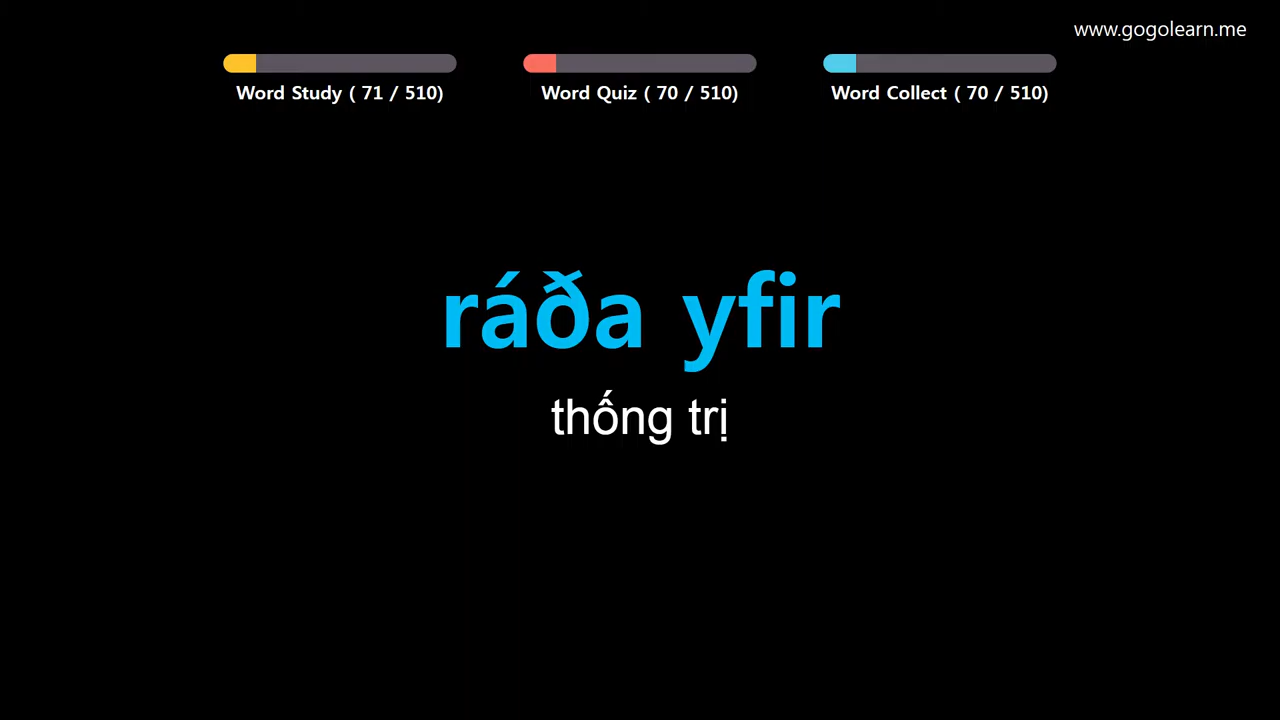 www.gogolearn.me
Word Study ( 71 / 510)
Word Quiz ( 70 / 510)
Word Collect ( 70 / 510)
ráða yfir
thống trị